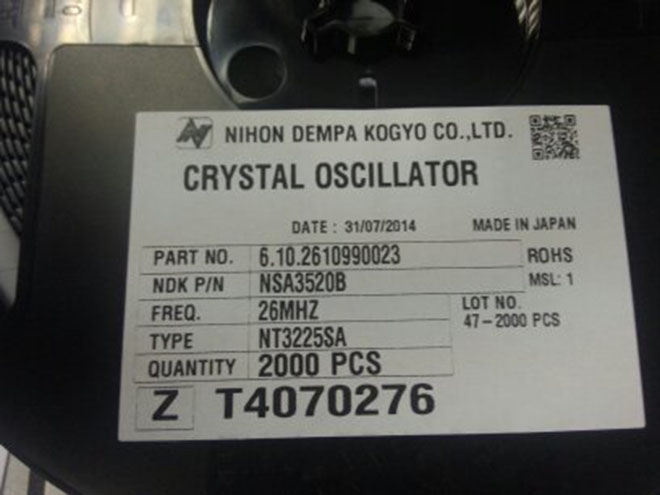 NIHON DEMPA KOGYO CO.,LTD.
CRYSTAL OSCILLATOR
DATE : 31/07/2014 MADE IN JAPAN
PART NO. 6.10.2610990023 ROHS
NDK P/N NSA3520B MSL: 1
FREQ. 26MHZ LOT NO.
47-2000 PCS
TYPE NT3225SA
QUANTITY 2000 PCS
Z T4070276